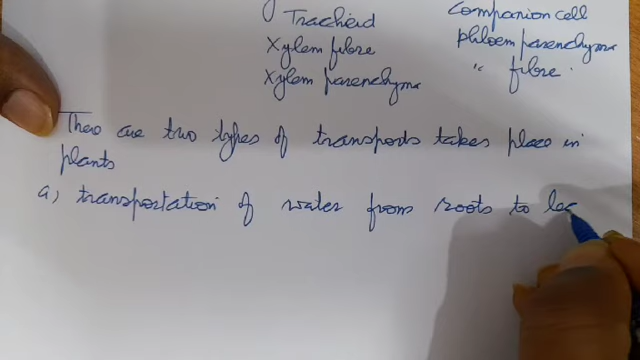 Tracheid
Companion cell
Xylem fibre
phloem parenchyma
Xylem parenchyma
" fibre
There are two types of transports takes place in
plants
a) transportation of water from roots to lea